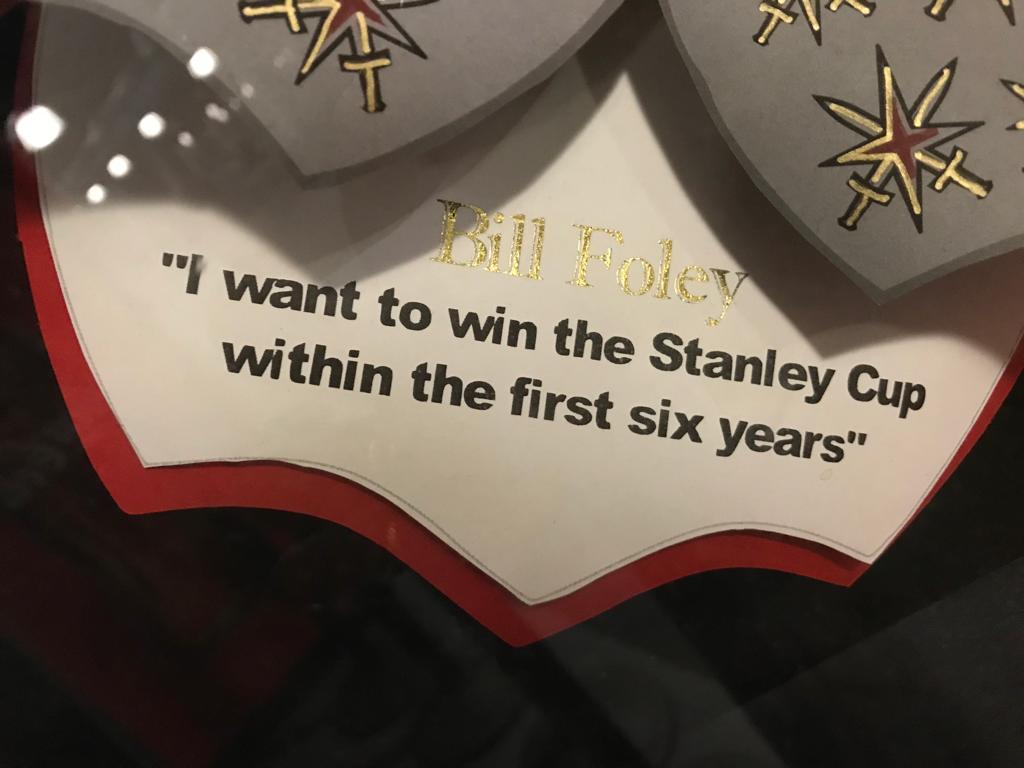 Bill Foley
"I want to win the Stanley Cup
within the first six years"